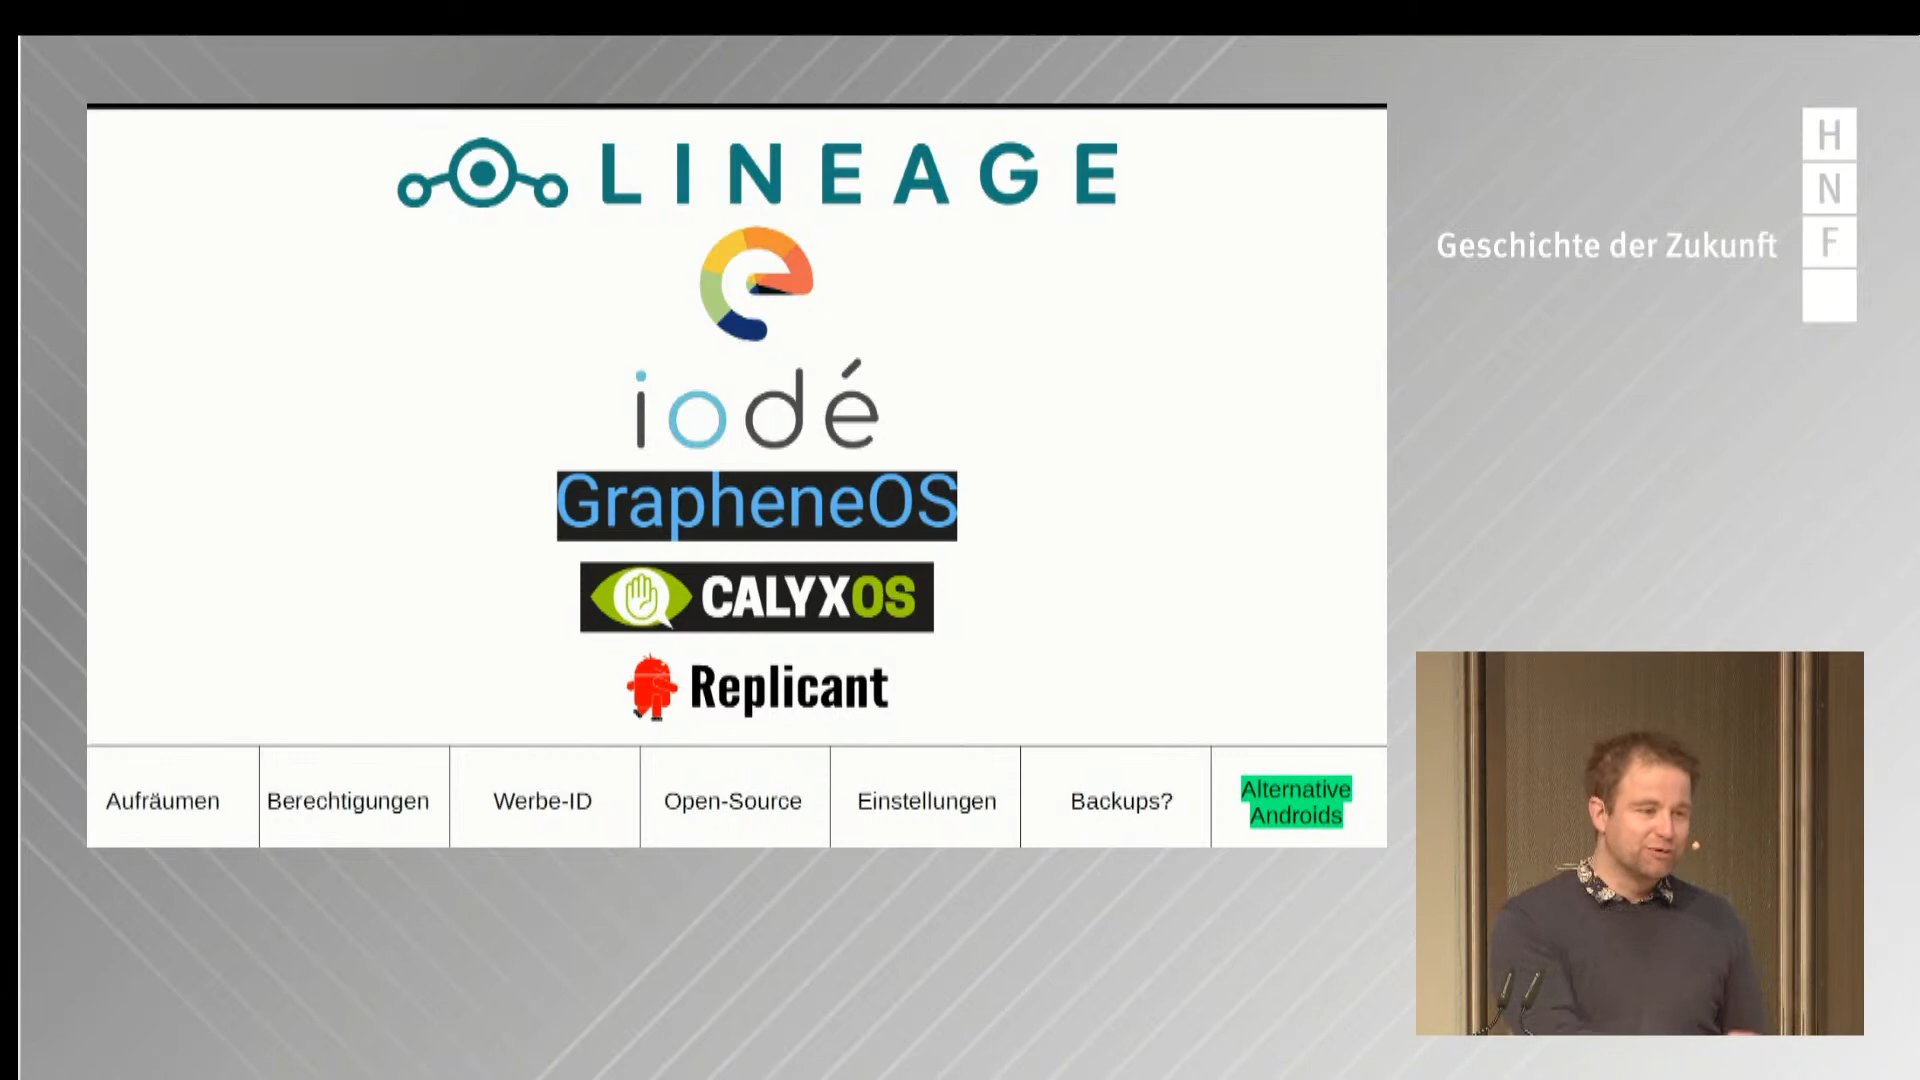 LINEAGE
e
iodé
GrapheneOS
CALYXOS
Replicant
Aufräumen
Berechtigungen
Werbe-ID
Open-Source
Einstellungen
Backups?
Alternative
Androids
Geschichte der Zukunft
H
N
F